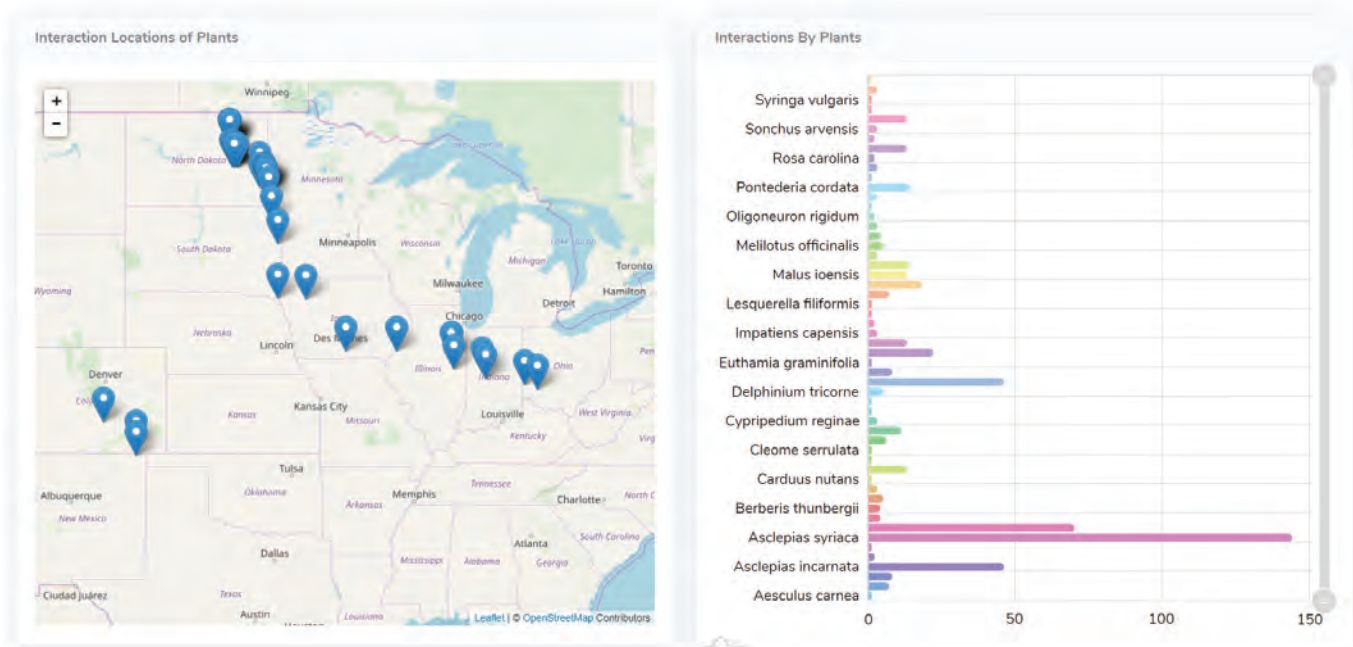 Interaction Locations of Plants
+
−
Winnipeg
North Dakota
Minnesota
Minneapolis
Wisconsin
South Dakota
Michigan
Toronto
Hamilton
Milwaukee
Wyoming
Detroit
Chicago
Nebraska
Lincoln
Illinois
Indiana
Ohio
Denver
Kansas
Kansas City
Missouri
Louisville
West Virginia
Kentucky
Tulsa
Oklahoma
Albuquerque
New Mexico
Arkansas
Memphis
Tennessee
Charlotte
Dallas
Mississippi
Alabama
Atlanta
Georgia
South Carolina
Ciudad Juárez
Texas
Austin
Louisiana
Leaflet | © OpenStreetMap Contributors
Interactions By Plants
Syringa vulgaris
Sonchus arvensis
Rosa carolina
Pontederia cordata
Oligoneuron rigidum
Melilotus officinalis
Malus ioensis
Lesquerella filiformis
Impatiens capensis
Euthamia graminifolia
Delphinium tricorne
Cypripedium reginae
Cleome serrulata
Carduus nutans
Berberis thunbergii
Asclepias syriaca
Asclepias incarnata
Aesculus carnea
0 50 100 150